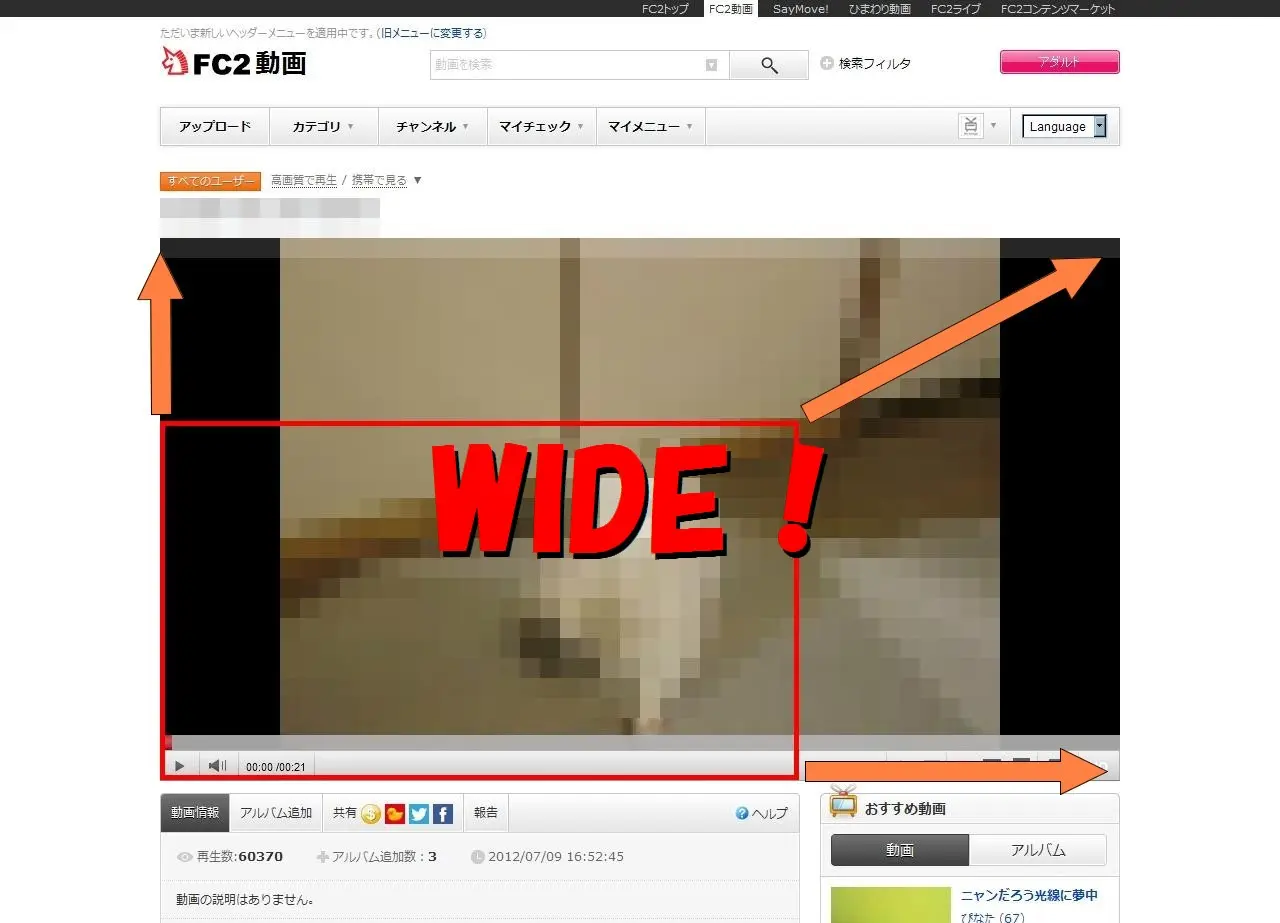 FC2トップ FC2動画 SayMove! ひまわり動画 FC2ライブ FC2コンテンツマーケット
ただいま新しいヘッダーメニューを適用中です。(旧メニューに変更する)
FC2動画 動画を検索 検索フィルタ アダルト
アップロード カテゴリ チャンネル マイチェック マイメニュー Language
すべてのユーザー 高画質で再生 / 携帯で見る ▼
WIDE!
00:00 /00:21
動画情報 アルバム追加 共有 報告 ヘルプ
おすすめ動画
動画 アルバム
再生数:60370 アルバム追加数:3 2012/07/09 16:52:45
動画の説明はありません。
ニャンだろう光線に夢中
ぴなた (67)